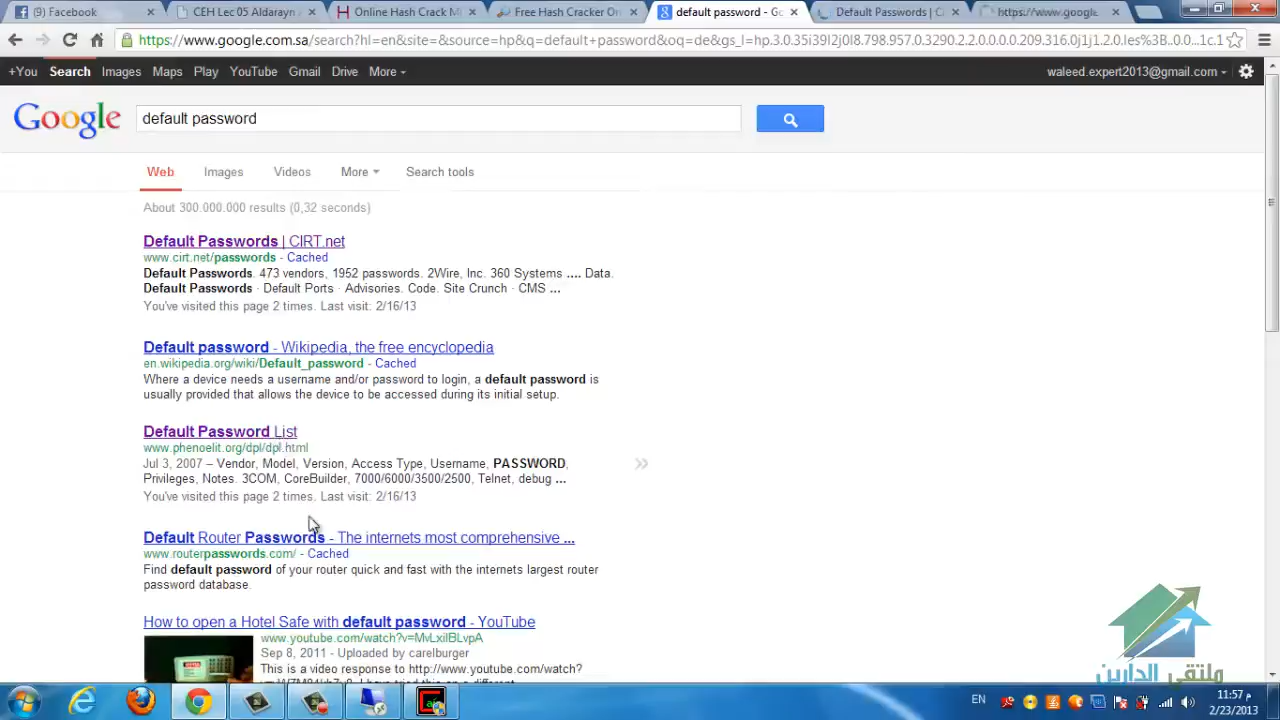 (9) Facebook
CEH Lec 05 Aldarayn
Online Hash Crack M
Free Hash Cracker On
default password - Go
Default Passwords | C
https://www.google.
https://www.google.com.sa/search?hl=en&site=&source=hp&q=default+password&oq=de&gs_l=hp.3.0.35i39l2j0l8.798.957.0.3290.2.2.0.0.0.0.209.316.0j1j1.2.0.les%3B..0.0...1c.1
+You Search Images Maps Play YouTube Gmail Drive More
waleed.expert2013@gmail.com
Google
default password
Web Images Videos More Search tools
About 300.000.000 results (0,32 seconds)
Default Passwords | CIRT.net
www.cirt.net/passwords - Cached
Default Passwords. 473 vendors, 1952 passwords. 2Wire, Inc. 360 Systems .... Data.
Default Passwords · Default Ports · Advisories. Code. Site Crunch · CMS ...
You've visited this page 2 times. Last visit: 2/16/13
Default password - Wikipedia, the free encyclopedia
en.wikipedia.org/wiki/Default_password - Cached
Where a device needs a username and/or password to login, a default password is
usually provided that allows the device to be accessed during its initial setup.
Default Password List
www.phenoelit.org/dpl/dpl.html
Jul 3, 2007 – Vendor, Model, Version, Access Type, Username, PASSWORD,
Privileges, Notes. 3COM, CoreBuilder, 7000/6000/3500/2500, Telnet, debug ...
You've visited this page 2 times. Last visit: 2/16/13
Default Router Passwords - The internets most comprehensive ...
www.routerpasswords.com/ - Cached
Find default password of your router quick and fast with the internets largest router
password database.
How to open a Hotel Safe with default password - YouTube
www.youtube.com/watch?v=MvLxilBLvpA
Sep 8, 2011 - Uploaded by carelburger
This is a video response to http://www.youtube.com/watch?
ملتقى الدارين
EN
11:57 م
2/23/2013